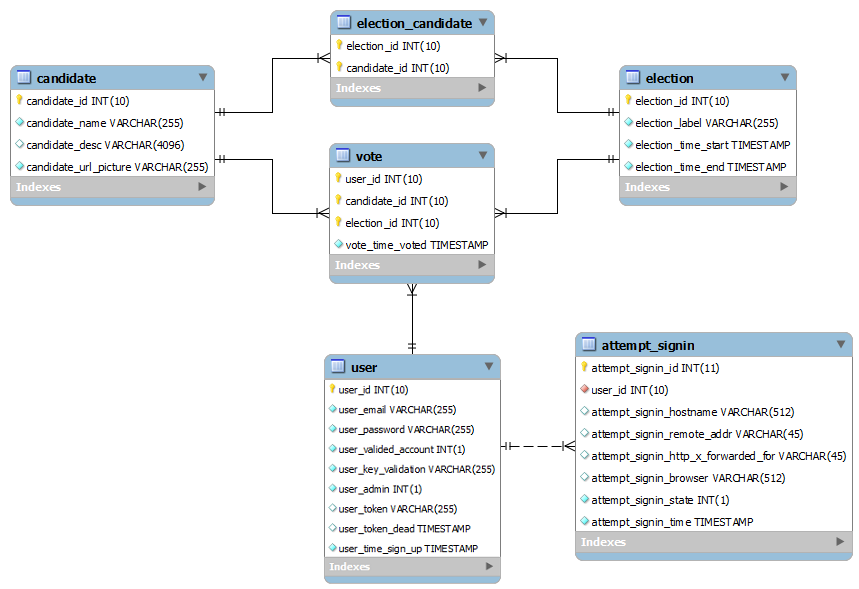 election_candidate
election_id INT(10)
candidate_id INT(10)
Indexes
candidate
candidate_id INT(10)
candidate_name VARCHAR(255)
candidate_desc VARCHAR(4096)
candidate_url_picture VARCHAR(255)
Indexes
election
election_id INT(10)
election_label VARCHAR(255)
election_time_start TIMESTAMP
election_time_end TIMESTAMP
Indexes
vote
user_id INT(10)
candidate_id INT(10)
election_id INT(10)
vote_time_voted TIMESTAMP
Indexes
user
user_id INT(10)
user_email VARCHAR(255)
user_password VARCHAR(255)
user_valided_account INT(1)
user_key_validation VARCHAR(255)
user_admin INT(1)
user_token VARCHAR(255)
user_token_dead TIMESTAMP
user_time_sign_up TIMESTAMP
Indexes
attempt_signin
attempt_signin_id INT(11)
user_id INT(10)
attempt_signin_hostname VARCHAR(512)
attempt_signin_remote_addr VARCHAR(45)
attempt_signin_http_x_forwarded_for VARCHAR(45)
attempt_signin_browser VARCHAR(512)
attempt_signin_state INT(1)
attempt_signin_time TIMESTAMP
Indexes